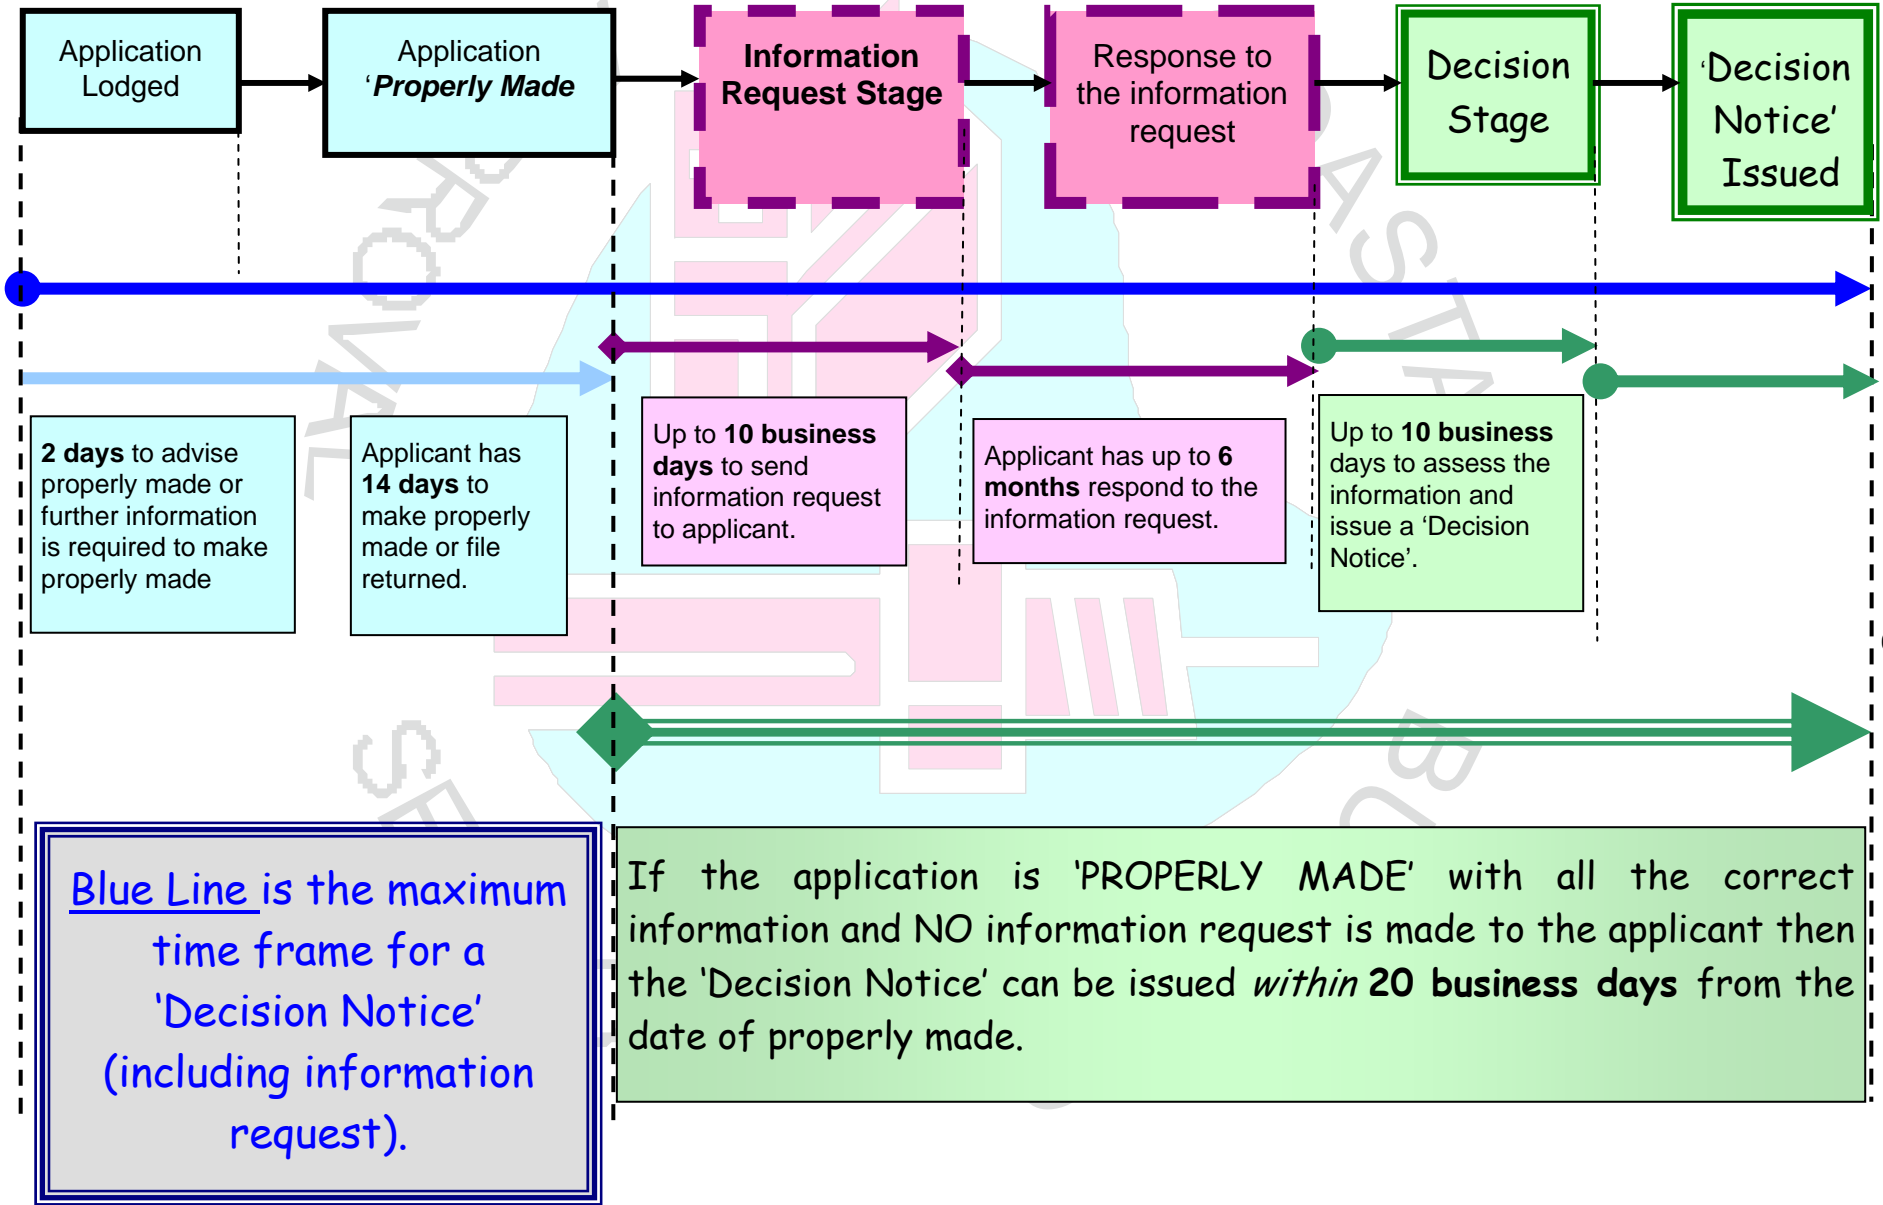 Application
Lodged
Application
‘Properly Made
Information
Request Stage
Response to
the information
request
Decision
Stage
‘Decision
Notice’
Issued
2 days to advise
properly made or
further information
is required to make
properly made
Applicant has
14 days to
make properly
made or file
returned.
Up to 10 business
days to send
information request
to applicant.
Applicant has up to 6
months respond to the
information request.
Up to 10 business
days to assess the
information and
issue a ‘Decision
Notice’.
Blue Line is the maximum
time frame for a
‘Decision Notice’
(including information
request).
If the application is ‘PROPERLY MADE’ with all the correct
information and NO information request is made to the applicant then
the ‘Decision Notice’ can be issued within 20 business days from the
date of properly made.